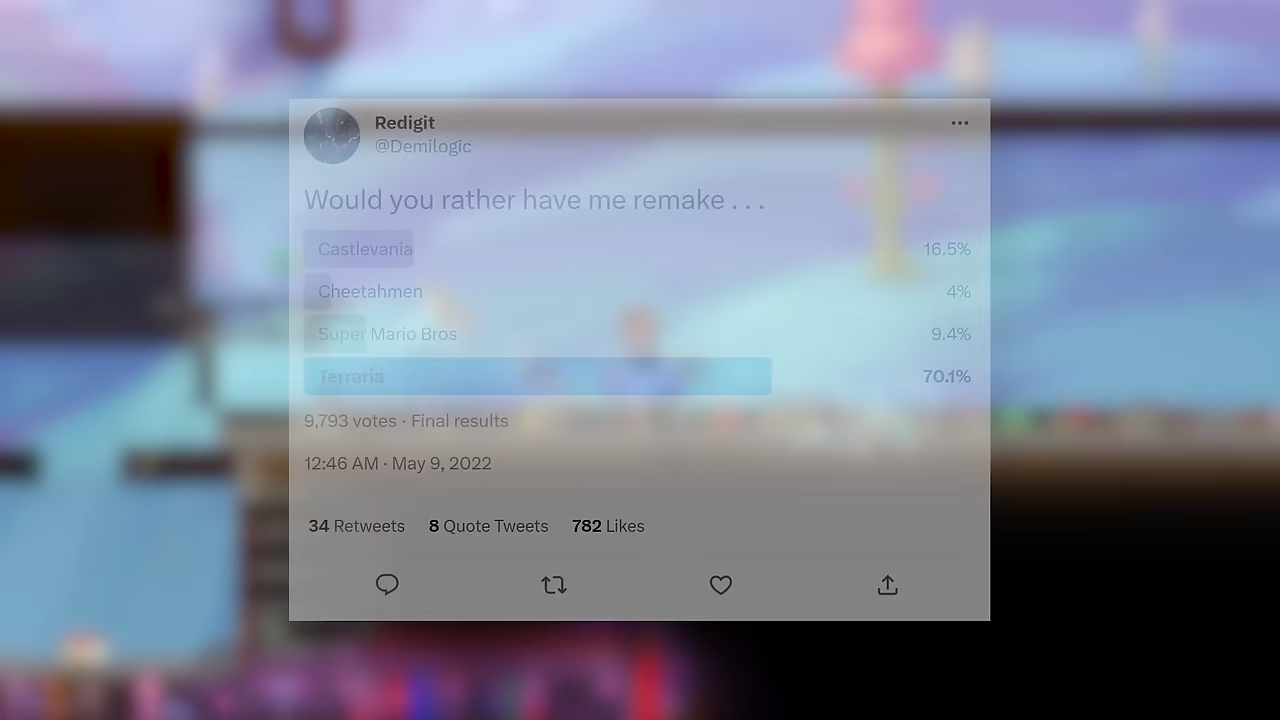 Redigit
@Demilogic
Would you rather have me remake . . .
Castlevania 16.5%
Cheetahmen 4%
Super Mario Bros 9.4%
Terraria 70.1%
9,793 votes · Final results
12:46 AM · May 9, 2022
34 Retweets 8 Quote Tweets 782 Likes